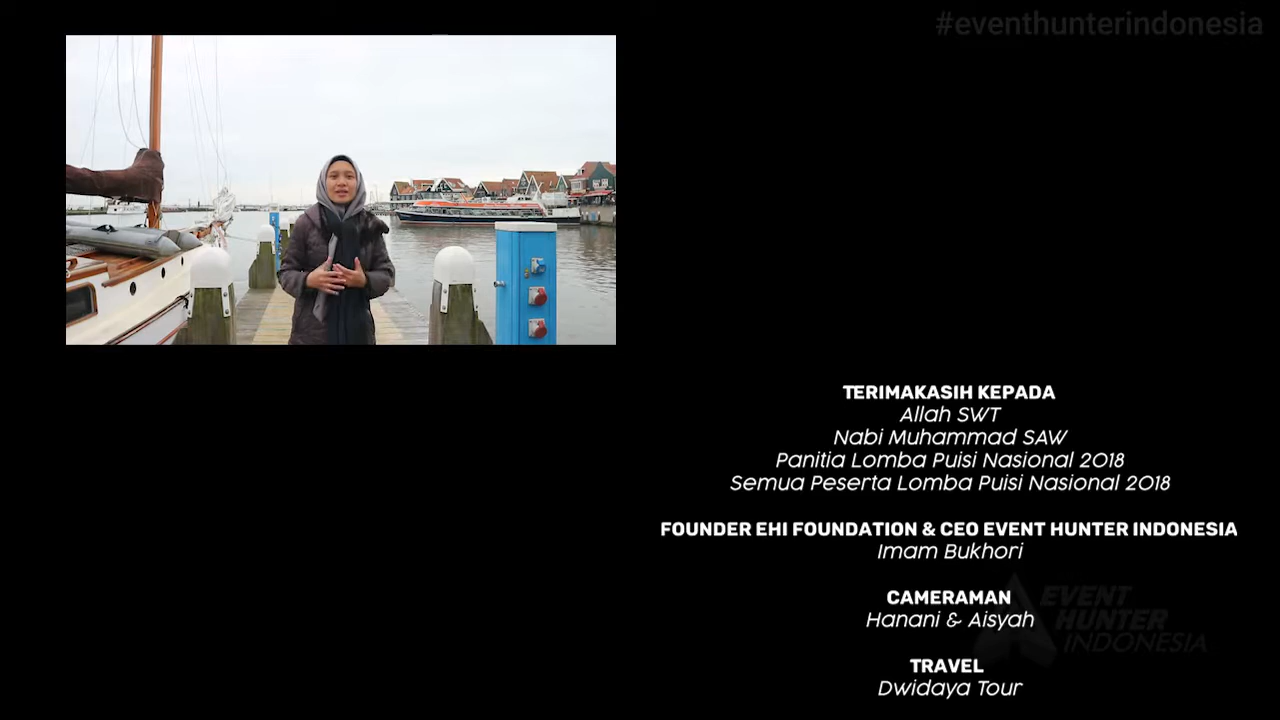 #eventhunterindonesia
TERIMAKASIH KEPADA
Allah SWT
Nabi Muhammad SAW
Panitia Lomba Puisi Nasional 2018
Semua Peserta Lomba Puisi Nasional 2018
FOUNDER EHI FOUNDATION & CEO EVENT HUNTER INDONESIA
Imam Bukhori
CAMERAMAN
Hanani & Aisyah
EVENT
HUNTER
INDONESIA
TRAVEL
Dwidaya Tour